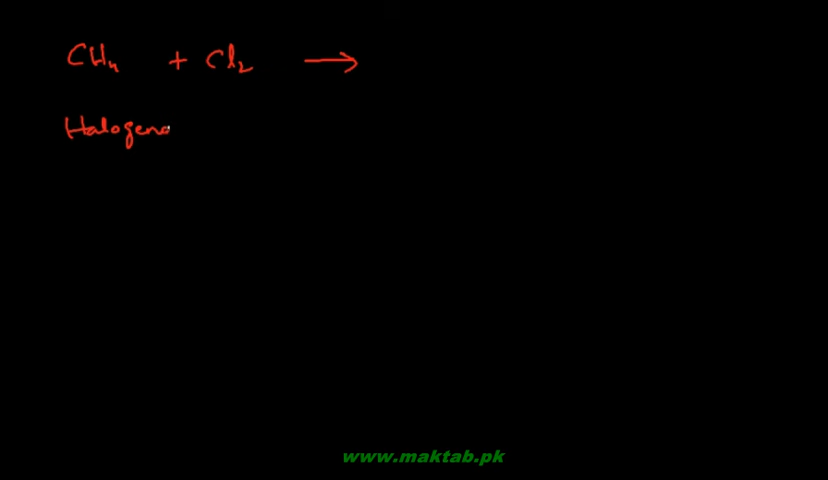 CH₄ + Cl₂ →
Halogena
www.maktab.pk